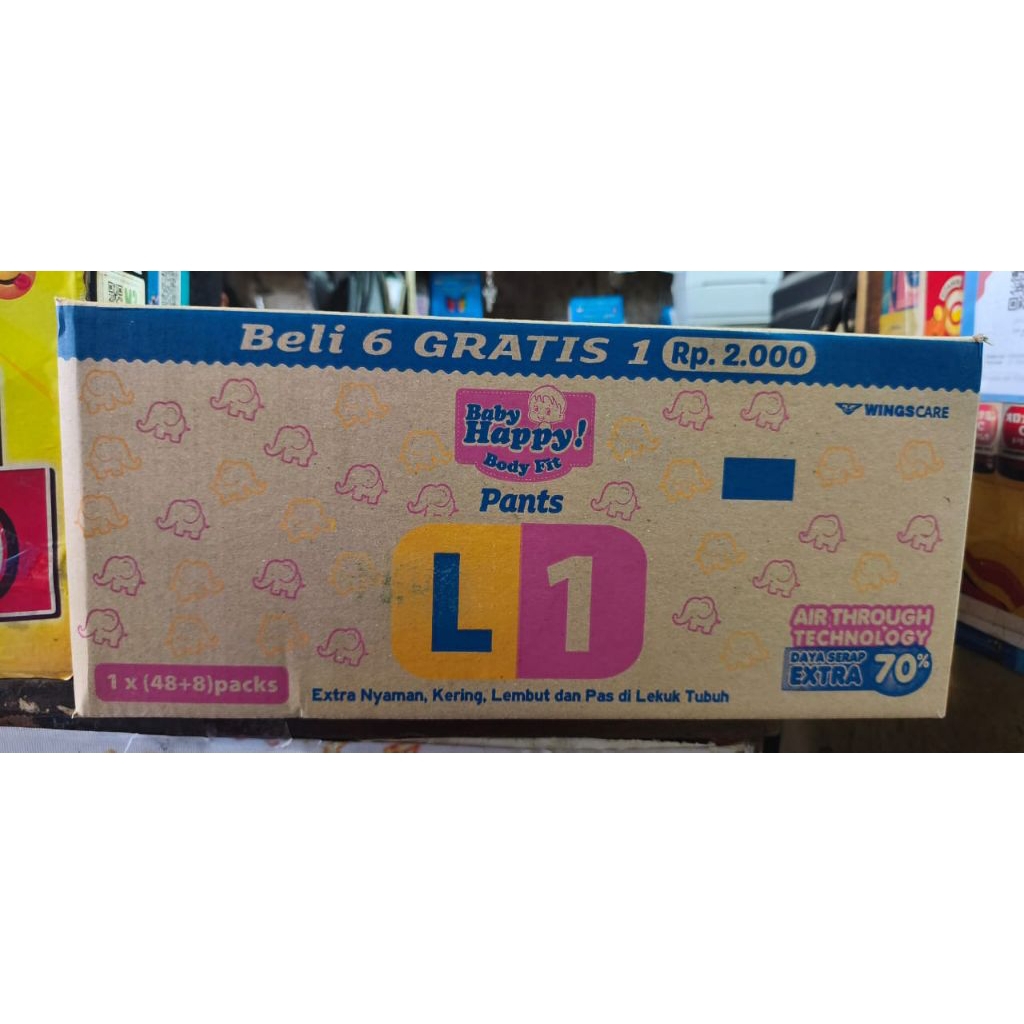 Beli 6 GRATIS 1 Rp. 2.000
WINGSCARE
Baby
Happy!
Body Fit
Pants
L 1
AIR THROUGH
TECHNOLOGY
DAYA SERAP
EXTRA 70%
1 x (48+8)packs
Extra Nyaman, Kering, Lembut dan Pas di Lekuk Tubuh